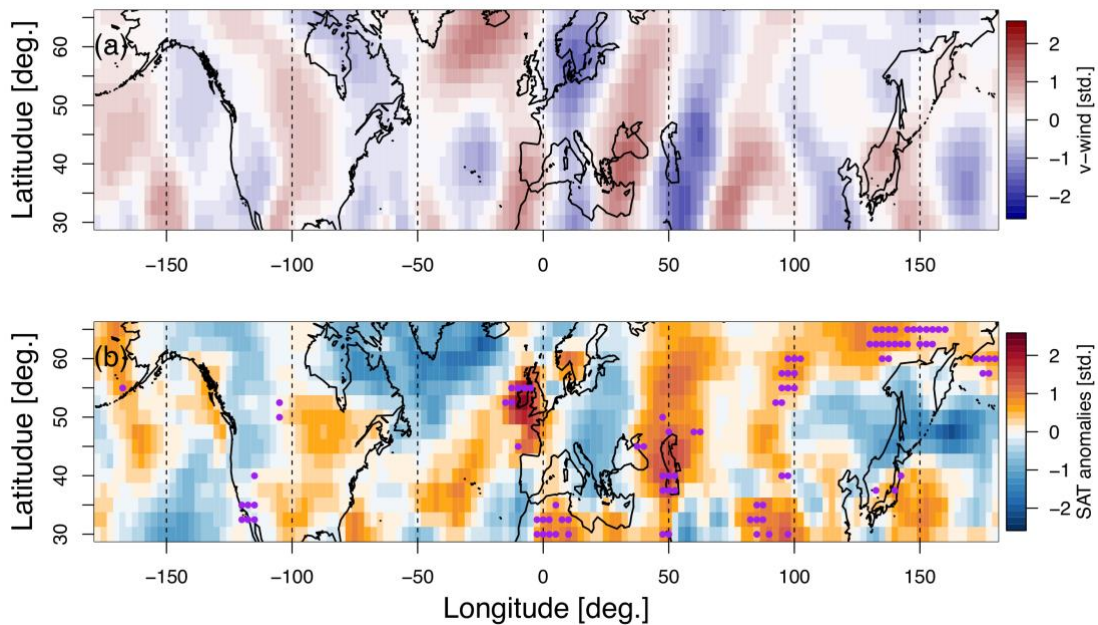 (a)
Latitudue [deg.]
60
50
40
30
−150 −100 −50 0 50 100 150
2
1
0
−1
−2
v−wind [std.]
(b)
Latitudue [deg.]
60
50
40
30
−150 −100 −50 0 50 100 150
Longitude [deg.]
2
1
0
−1
−2
SAT anomalies [std.]